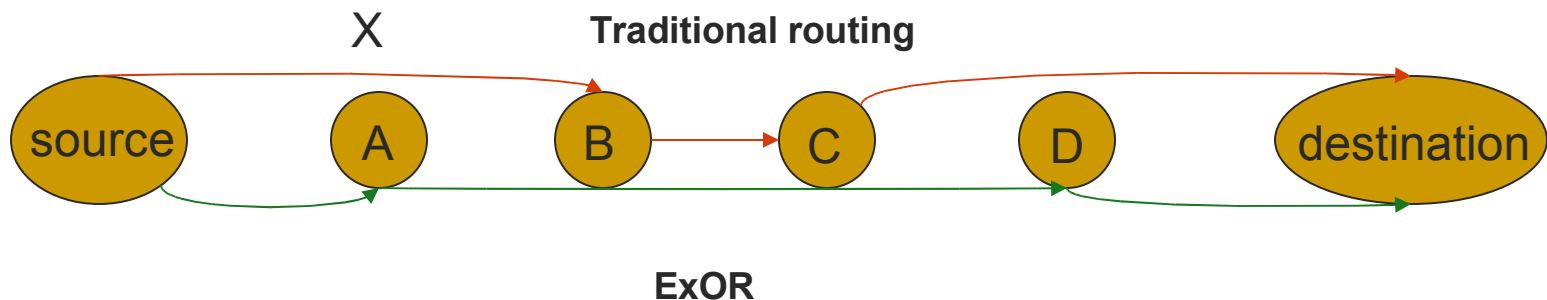 X
Traditional routing
source
A
B
C
D
destination
ExOR